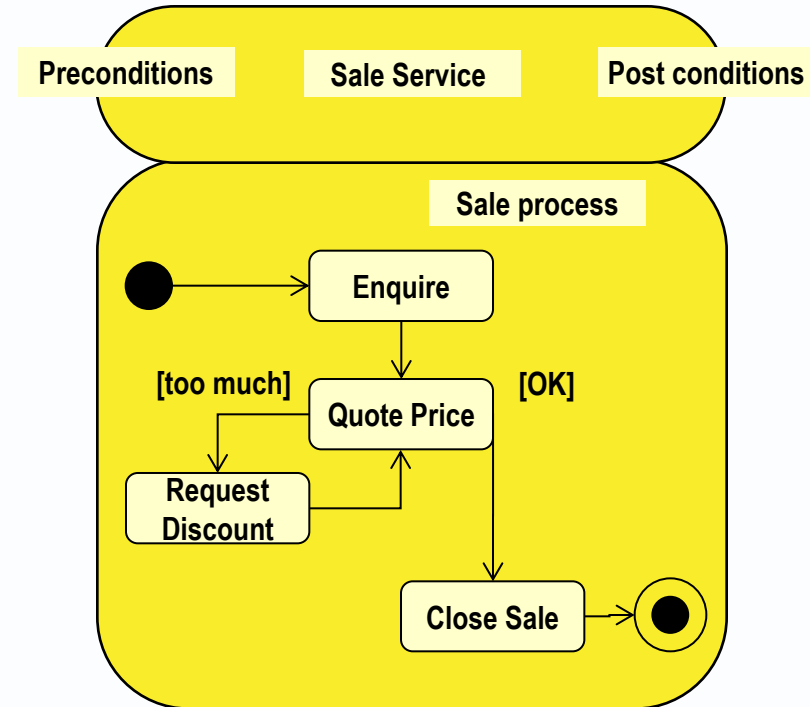 Preconditions
Sale Service
Post conditions
Sale process
Enquire
[too much]
[OK]
Quote Price
Request
Discount
Close Sale